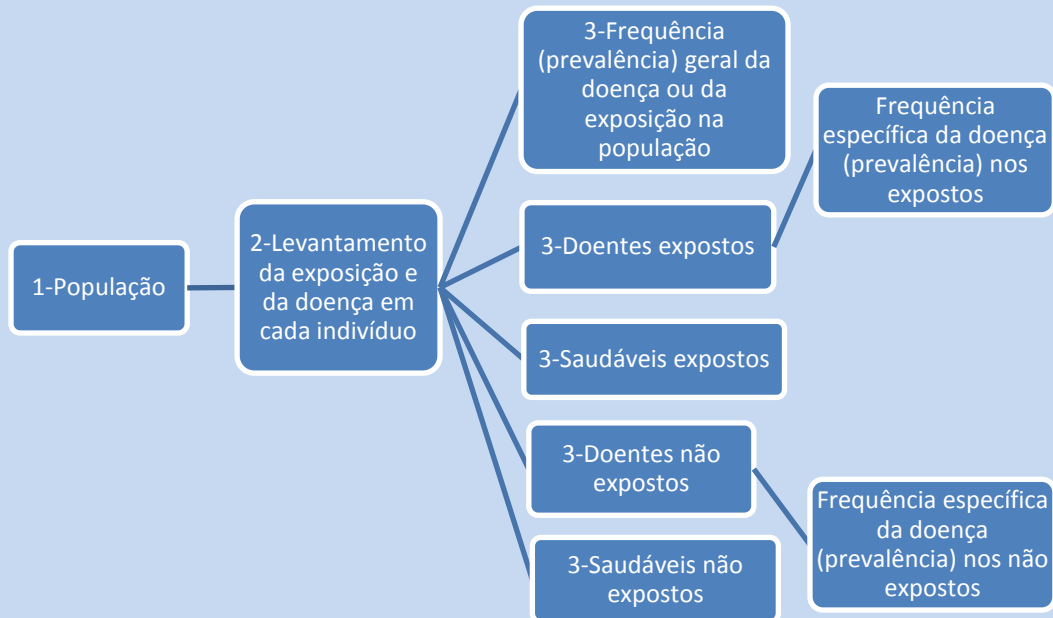 1-População
2-Levantamento
da exposição e
da doença em
cada indivíduo
3-Frequência
(prevalência) geral da
doença ou da
exposição na
população
3-Doentes expostos
3-Saudáveis expostos
3-Doentes não
expostos
3-Saudáveis não
expostos
Frequência
específica da doença
(prevalência) nos
expostos
Frequência específica
da doença
(prevalência) nos não
expostos